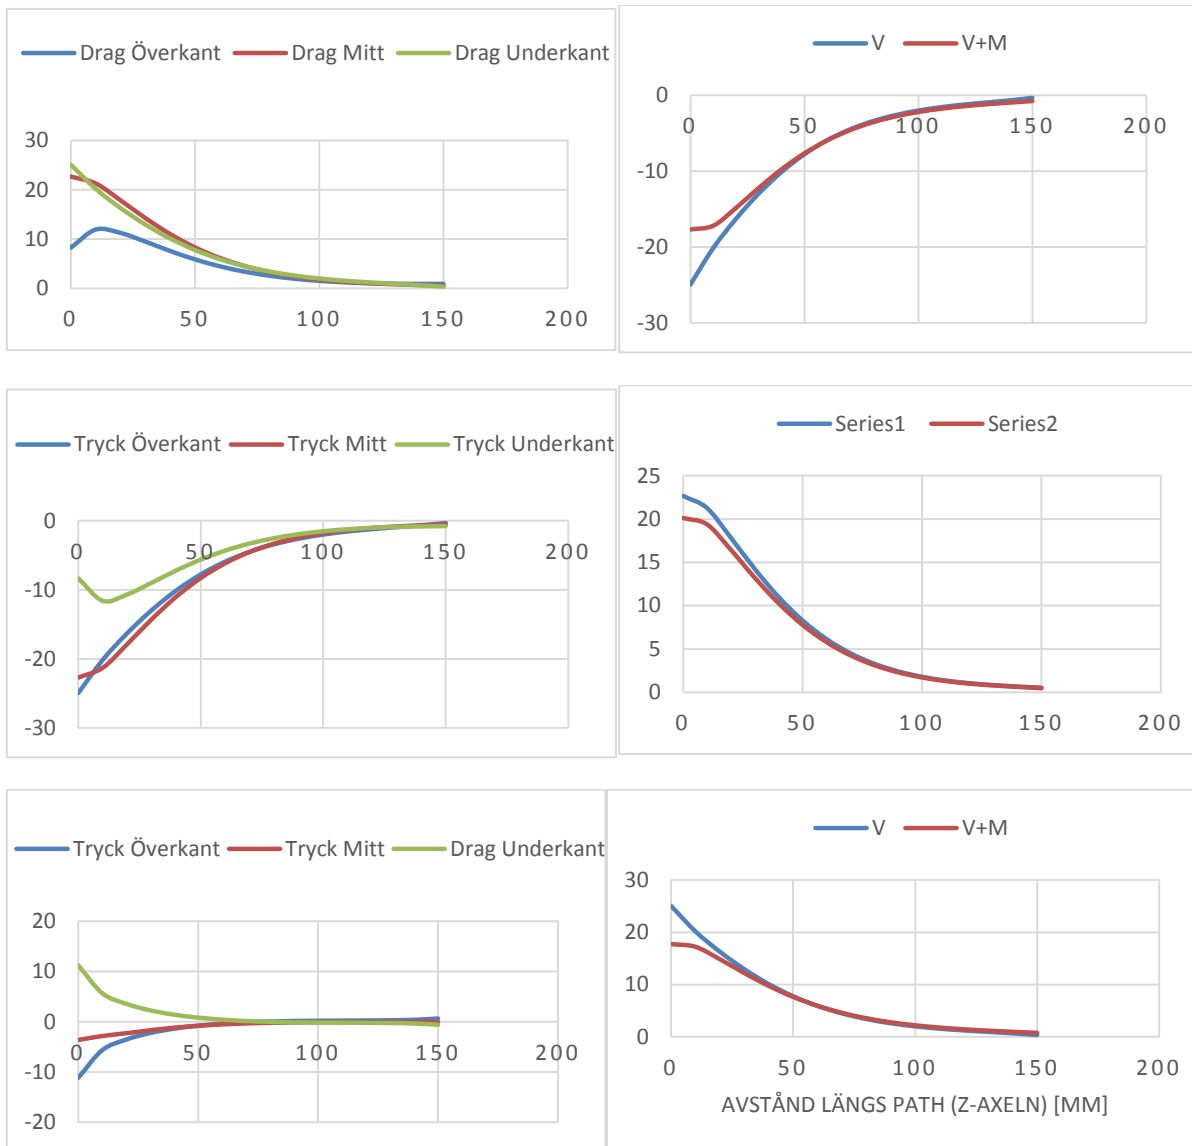 Drag Överkant Drag Mitt Drag Underkant
30
20
10
0
0 50 100 150 200
V V+M
0
0 50 100 150 200
-10
-20
-30
Tryck Överkant Tryck Mitt Tryck Underkant
0
0 50 100 150 200
-10
-20
-30
Series1 Series2
25
20
15
10
5
0
0 50 100 150 200
Tryck Överkant Tryck Mitt Drag Underkant
20
10
0
0 50 100 150 200
-10
-20
V V+M
30
20
10
0
0 50 100 150 200
AVSTÅND LÄNGS PATH (Z-AXELN) [MM]